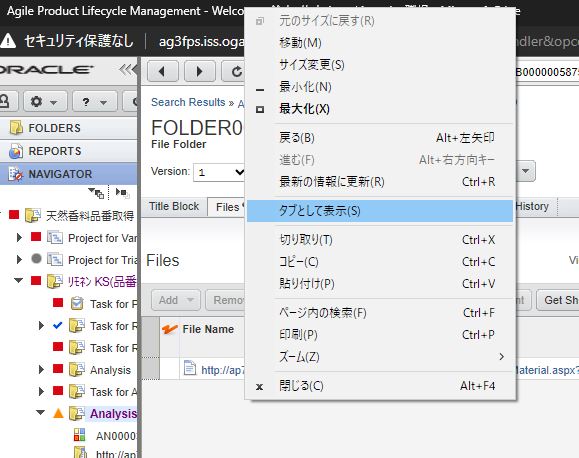 Agile Product Lifecycle Management - Welcome
セキュリティ保護なし
ag3fps.iss.oga
ndler&opc
ORACLE
B000000587
Search Results »
FOLDER0
File Folder
Version: 1
FOLDERS
REPORTS
NAVIGATOR
Title Block
Files
History
天然香料品番取得
Project for Var
Project for Tria
ﾘﾓﾈﾝ KS(品番
Task for P
Task for R
Task for R
Analysis
Task for R
Analysis
AN0000
http://ap7
Files
Vi
Add
Remov
nt
Get Sh
File Name
http://ap7
Material.aspx?
元のサイズに戻す(R)
移動(M)
サイズ変更(S)
最小化(N)
最大化(X)
戻る(B) Alt+左矢印
進む(F) Alt+右方向キー
最新の情報に更新(R) Ctrl+R
タブとして表示(S)
切り取り(T) Ctrl+X
コピー(C) Ctrl+C
貼り付け(P) Ctrl+V
ページ内の検索(F) Ctrl+F
印刷(P) Ctrl+P
ズーム(Z)
閉じる(C) Alt+F4